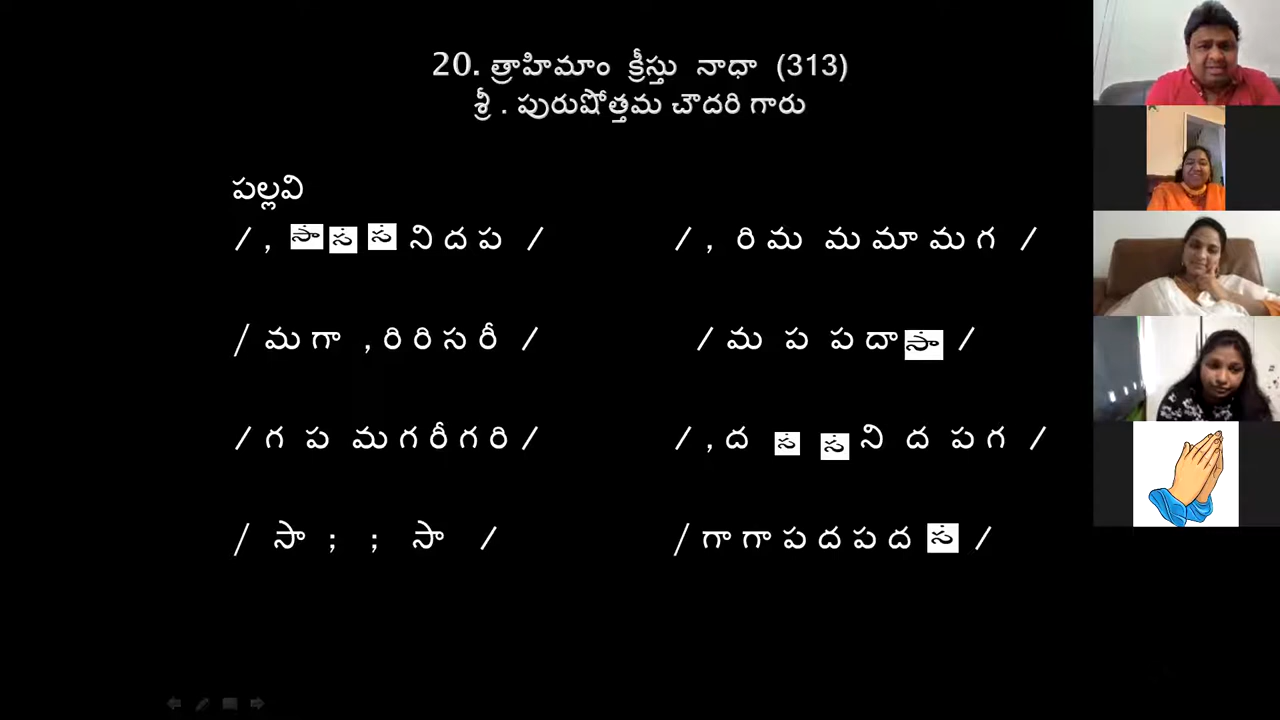 20. త్రాహిమాం క్రీస్తు నాధా (313)
శ్రీ . పురుషోత్తమ చౌదరి గారు
పల్లవి
/ , సాం సం సం ని ద ప / / , రి మ మ మా మ గ /
/ మ గా , రి రి స రీ / / మ ప ప దా సాం /
/ గ ప మ గ రీ గ రి / / , ద సం సం ని ద ప గ /
/ సా ; ; సా / / గా గా ప ద ప ద సం /